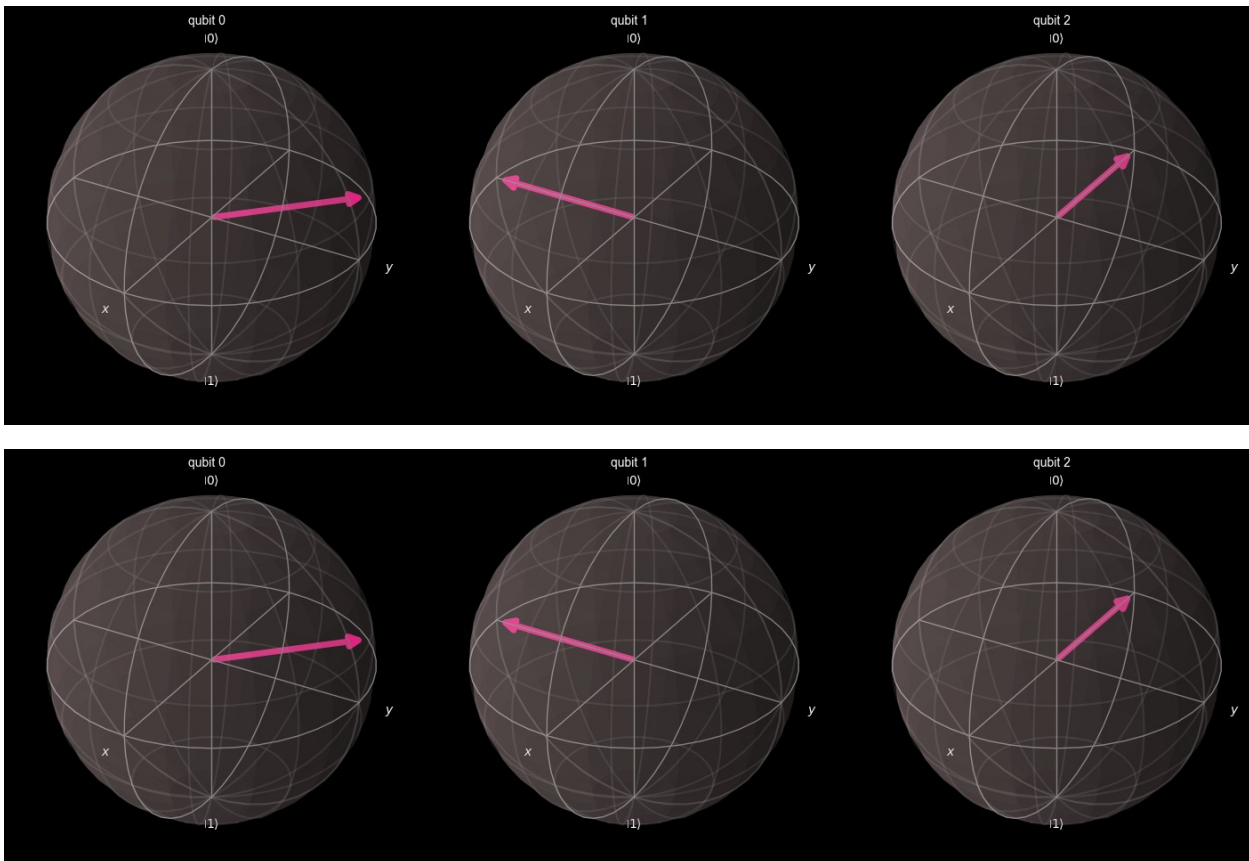 qubit 0 qubit 1 qubit 2
|0⟩ |0⟩ |0⟩
y y y
x x x
|1⟩ |1⟩ |1⟩
qubit 0 qubit 1 qubit 2
|0⟩ |0⟩ |0⟩
y y y
x x x
|1⟩ |1⟩ |1⟩